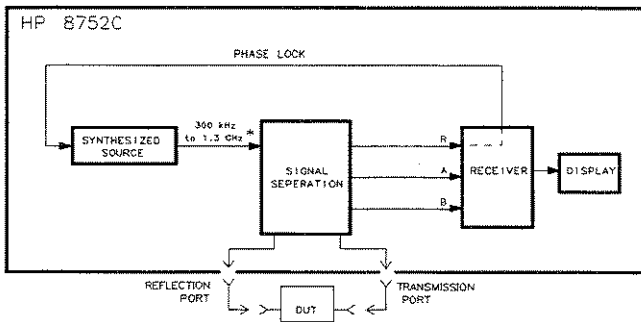 HP 8752C
PHASE LOCK
300 kHz
to 1.3 GHz *
SYNTHESIZED
SOURCE
SIGNAL
SEPERATION
R
A
B
RECEIVER
DISPLAY
REFLECTION
PORT
TRANSMISSION
PORT
DUT